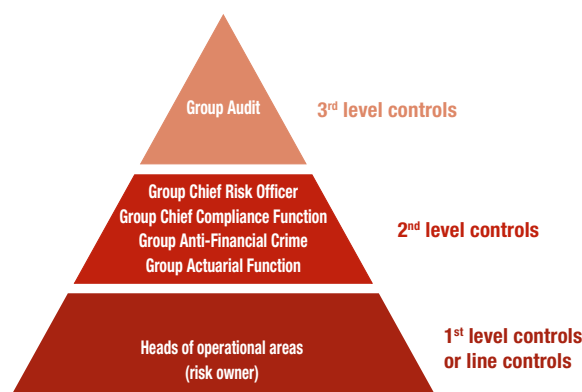 Group Audit
3rd level controls
Group Chief Risk Officer
Group Chief Compliance Function
Group Anti-Financial Crime
Group Actuarial Function
2nd level controls
Heads of operational areas
(risk owner)
1st level controls
or line controls